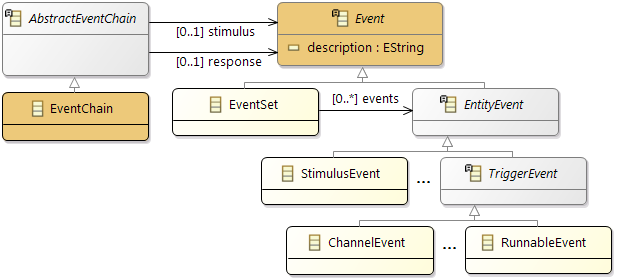 AbstractEventChain
Event
[0..1] stimulus
description : EString
[0..1] response
EventChain
EventSet
[0..*] events
EntityEvent
StimulusEvent
...
TriggerEvent
ChannelEvent
...
RunnableEvent